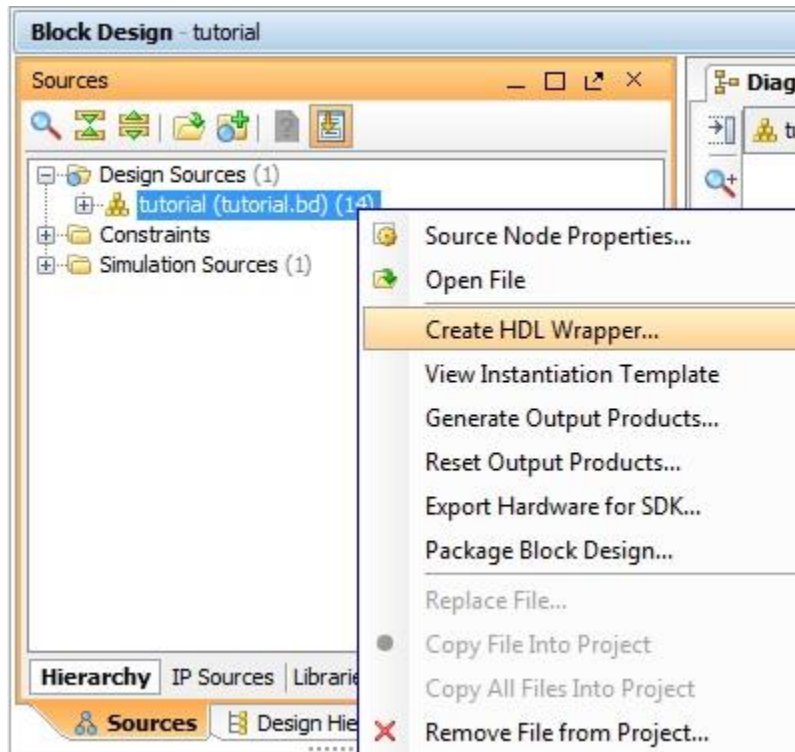 Block Design - tutorial
Sources
Design Sources (1)
tutorial (tutorial.bd) (14)
Constraints
Simulation Sources (1)
Source Node Properties...
Open File
Create HDL Wrapper...
View Instantiation Template
Generate Output Products...
Reset Output Products...
Export Hardware for SDK...
Package Block Design...
Replace File...
Copy File Into Project
Copy All Files Into Project
Remove File from Project...
Hierarchy IP Sources
Sources Design